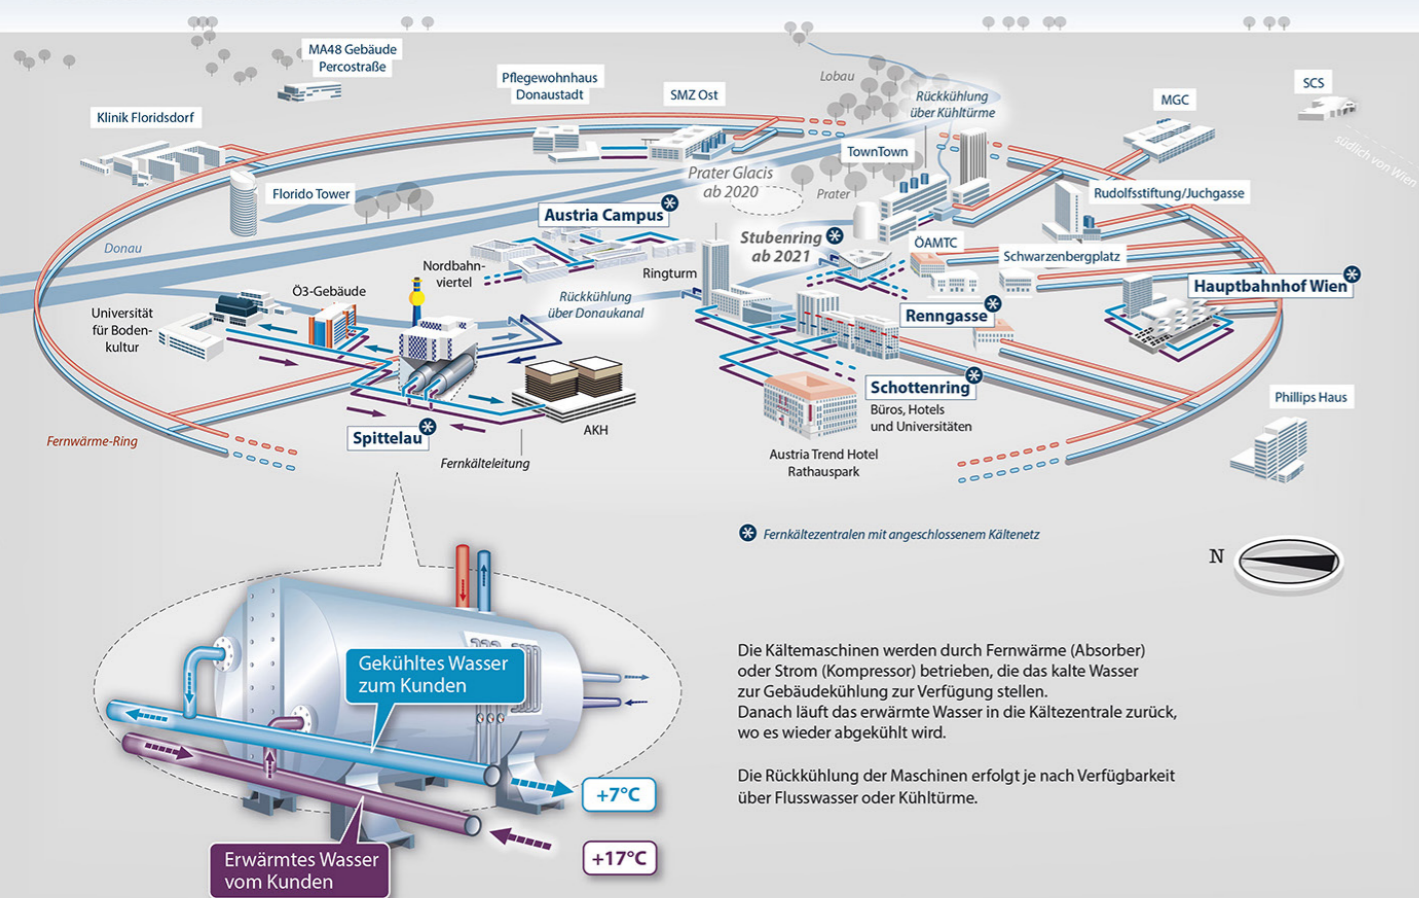 MA48 Gebäude
Percostraße
Klinik Floridsdorf
Pflegewohnhaus
Donaustadt
SMZ Ost
Lobau
Rückkühlung
über Kühltürme
MGC
SCS
südlich von Wien
TownTown
Prater Glacis
ab 2020
Prater
Florido Tower
Austria Campus
Rudolfsstiftung/Juchgasse
Donau
Stubenring
ab 2021
ÖAMTC
Schwarzenbergplatz
Nordbahn-
viertel
Ringturm
Hauptbahnhof Wien
Universität
für Boden-
kultur
Ö3-Gebäude
Rückkühlung
über Donaukanal
Renngasse
Schottenring
Büros, Hotels
und Universitäten
Phillips Haus
Fernwärme-Ring
Spittelau
AKH
Fernkälteleitung
Austria Trend Hotel
Rathauspark
Fernkältezentralen mit angeschlossenem Kältenetz
N
Gekühltes Wasser
zum Kunden
+7°C
+17°C
Erwärmtes Wasser
vom Kunden
Die Kältemaschinen werden durch Fernwärme (Absorber)
oder Strom (Kompressor) betrieben, die das kalte Wasser
zur Gebäudekühlung zur Verfügung stellen.
Danach läuft das erwärmte Wasser in die Kältezentrale zurück,
wo es wieder abgekühlt wird.
Die Rückkühlung der Maschinen erfolgt je nach Verfügbarkeit
über Flusswasser oder Kühltürme.